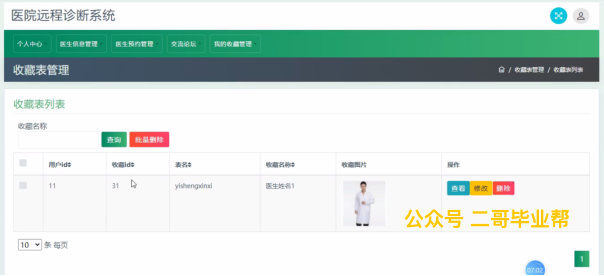 医院远程诊断系统
个人中心 医生信息管理 医生预约管理 交流论坛 我的收藏管理
收藏表管理 / 收藏表管理 / 收藏表列表
收藏表列表
收藏名称
查询 批量删除
用户id 收藏id 表名 收藏名称 收藏图片 操作
11 31 yishengxinxi 医生姓名1 查看 修改 删除
公众号 二哥毕业帮
10 条 每页
1
07:02